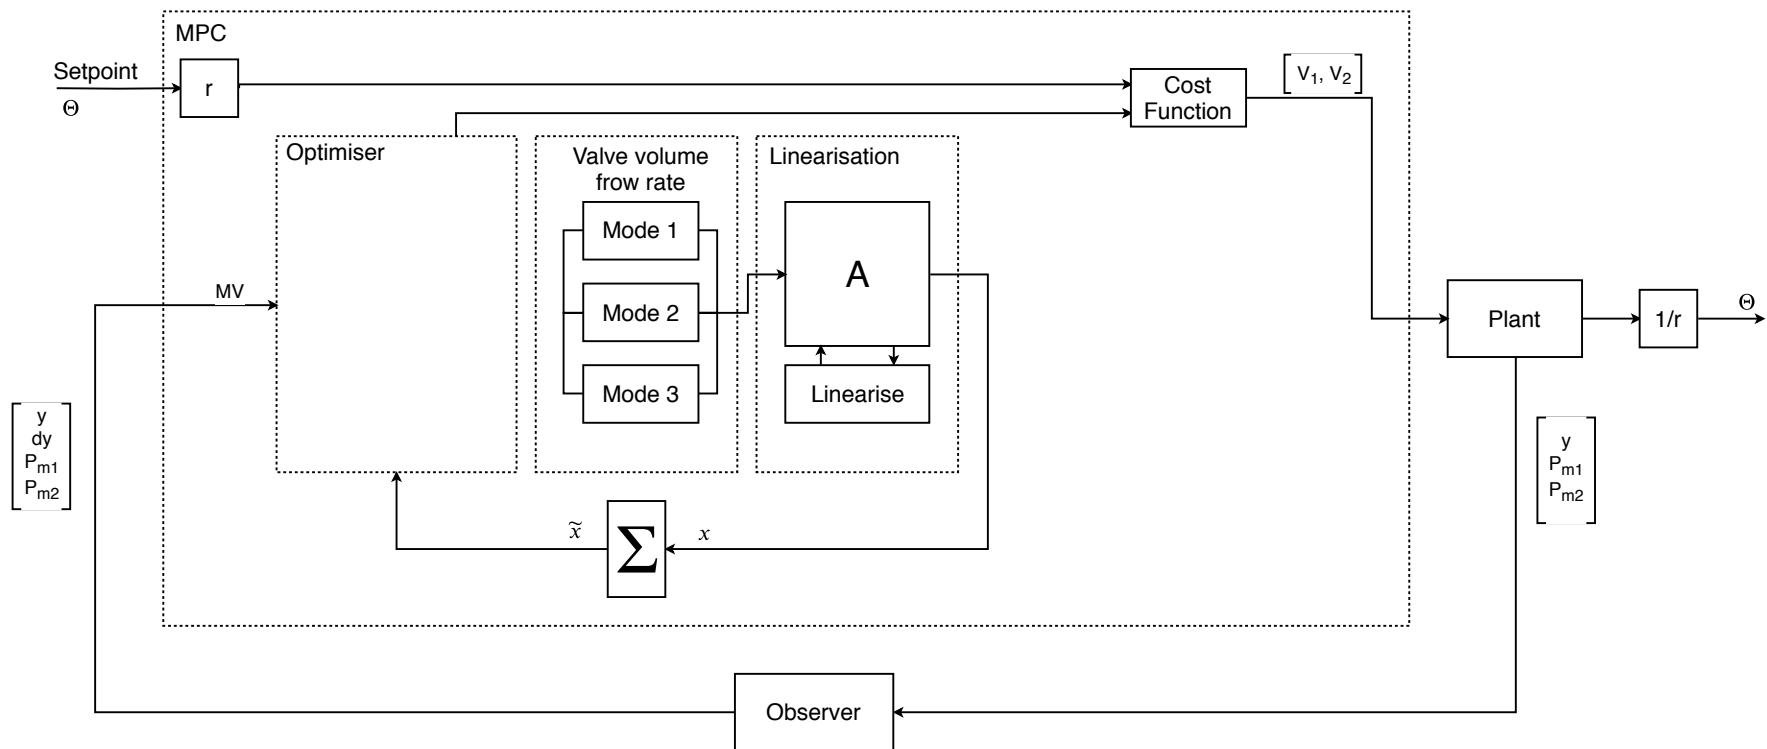 MPC
Setpoint
Θ
r
Cost
Function
V₁, V₂
Optimiser
Valve volume
frow rate
Mode 1
Mode 2
Mode 3
Linearisation
A
Linearise
MV
Plant
1/r
Θ
y
dy
Pₘ₁
Pₘ₂
x̃
Σ
x
y
Pₘ₁
Pₘ₂
Observer